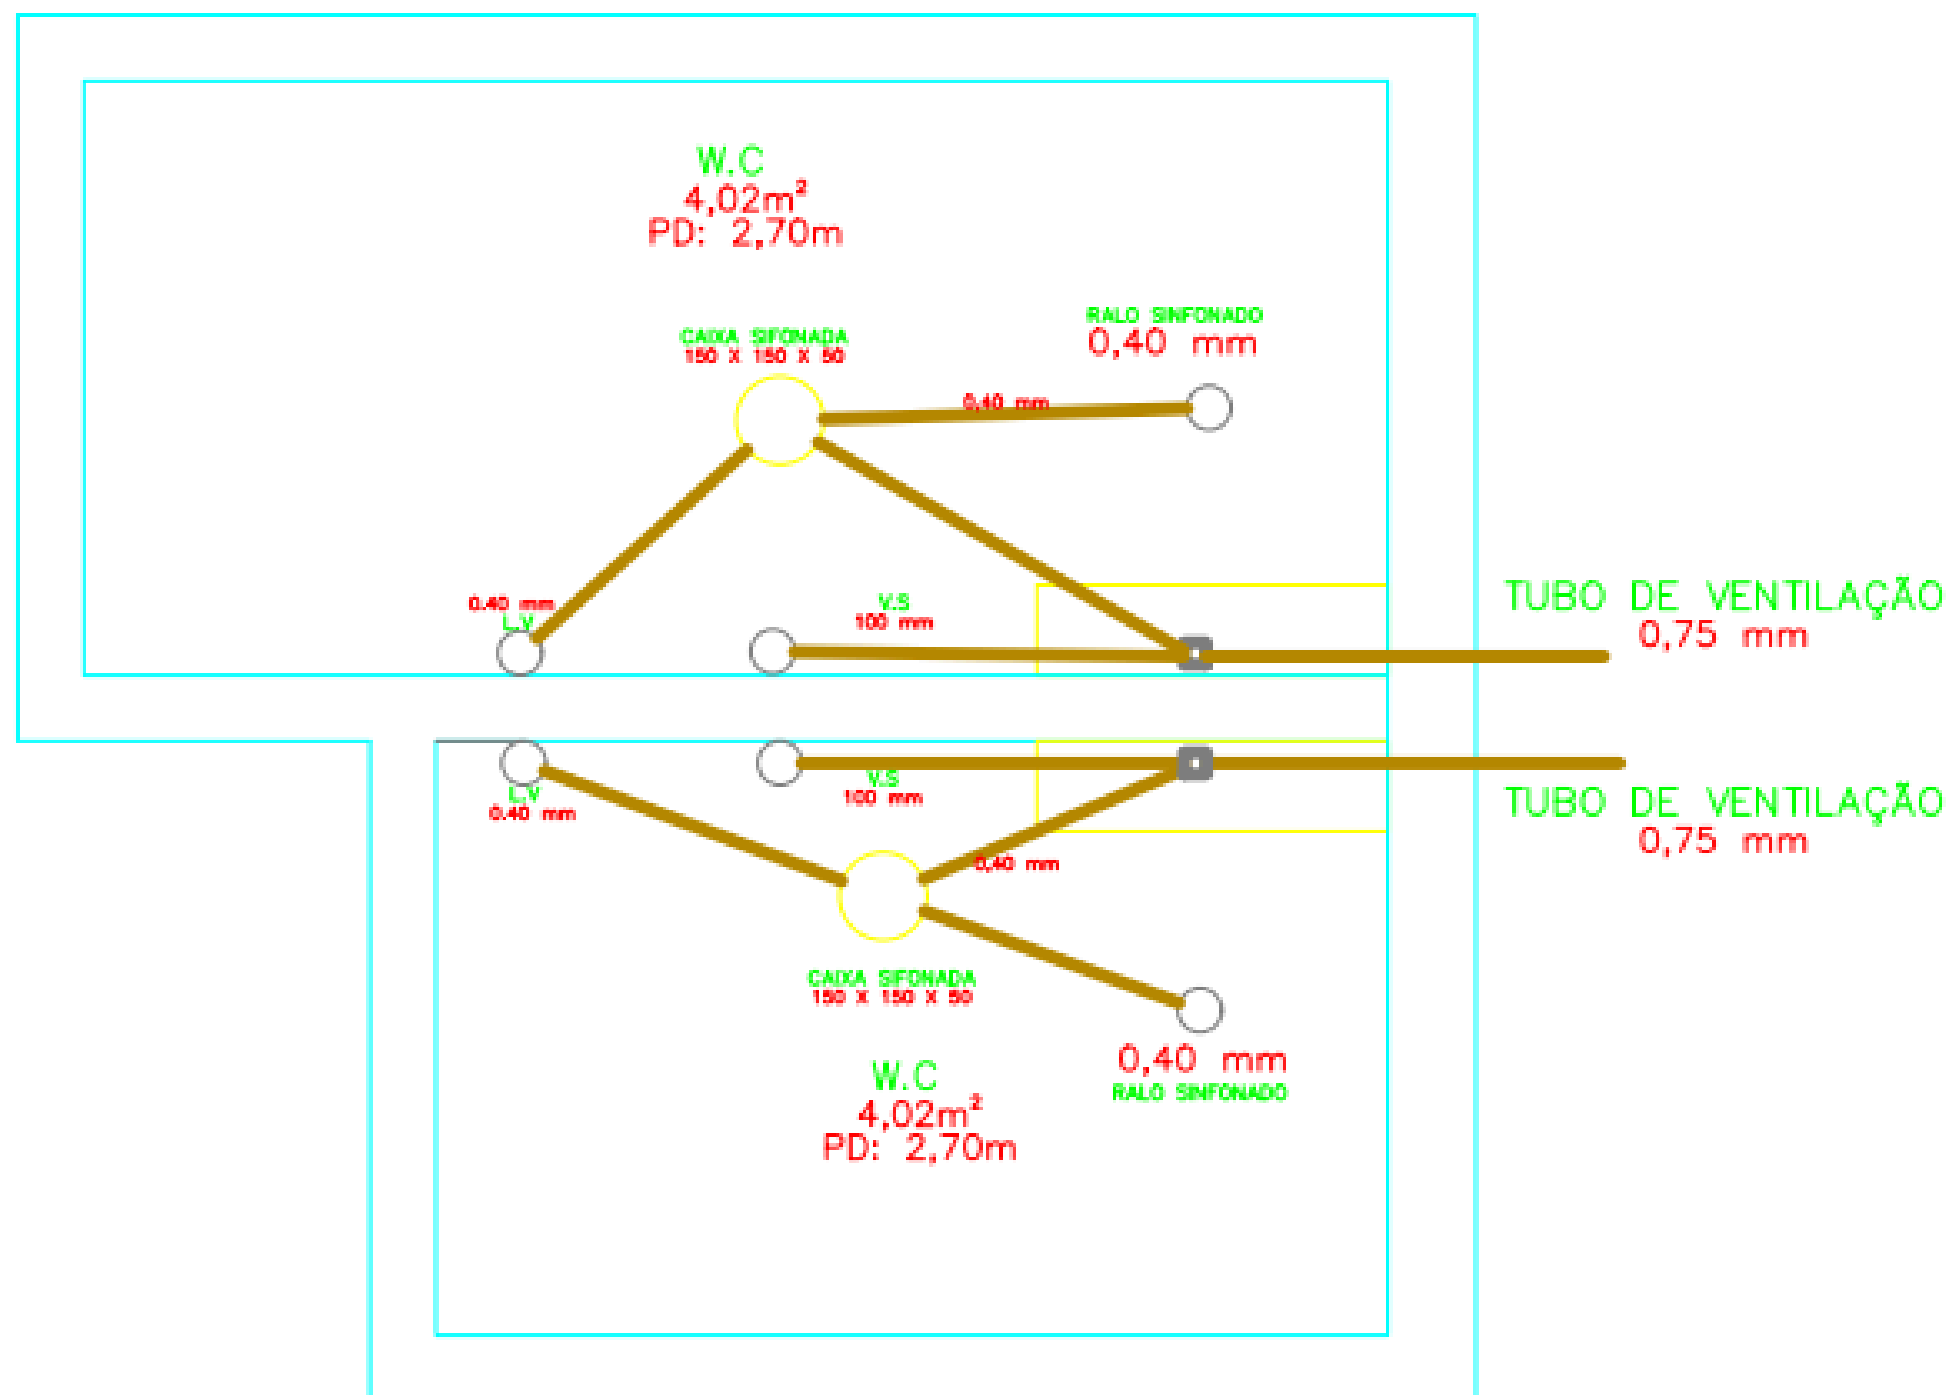 W.C
4,02m²
PD: 2,70m
RALO SINFONADO
0,40 mm
CAIXA SIFONADA
150 X 150 X 50
0,40 mm
0.40 mm
L.V
V.S
100 mm
TUBO DE VENTILAÇÃO
0,75 mm
V.S
100 mm
L.V
0.40 mm
TUBO DE VENTILAÇÃO
0,75 mm
0,40 mm
CAIXA SIFONADA
150 X 150 X 50
0,40 mm
RALO SINFONADO
W.C
4,02m²
PD: 2,70m